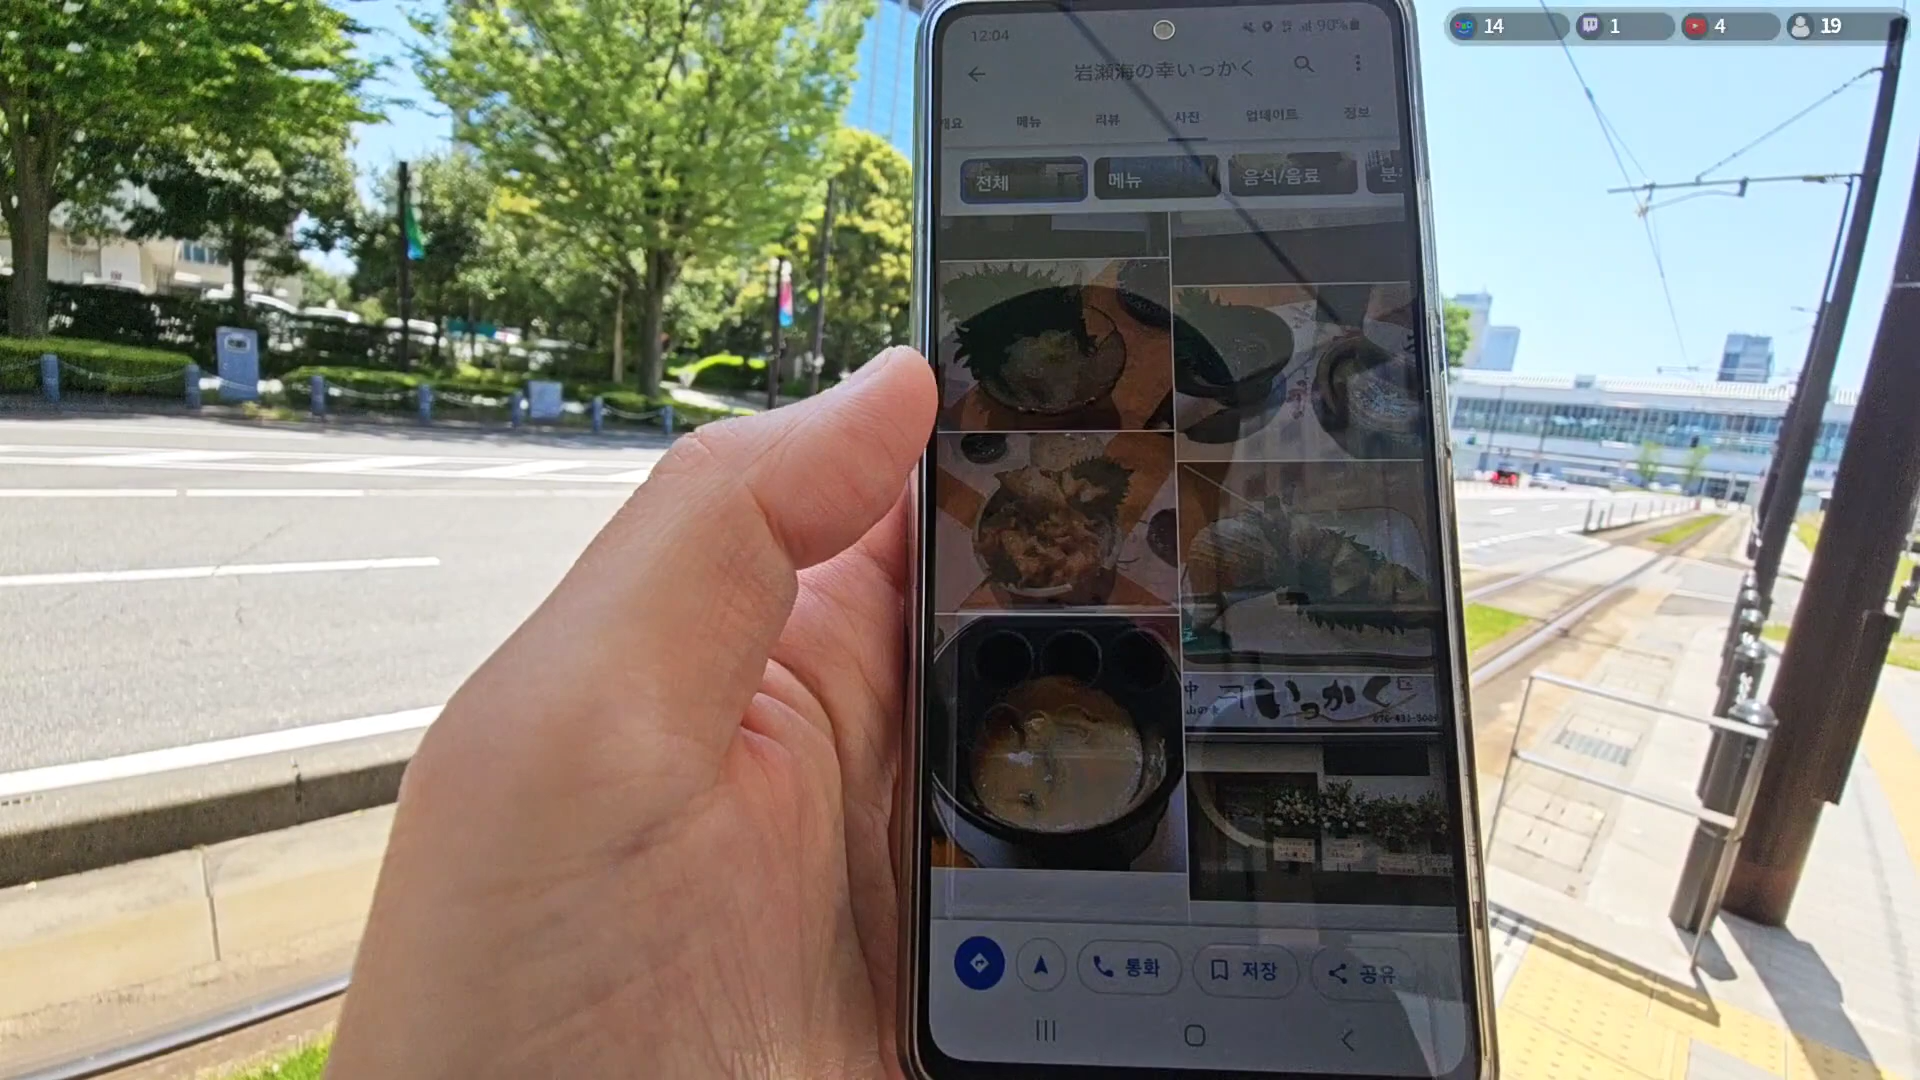 14
1
4
19
12:04
90%
岩瀬海の幸いっかく
개요
메뉴
리뷰
사진
업데이트
정보
전체
메뉴
음식/음료
분
いっかく
통화
저장
공유